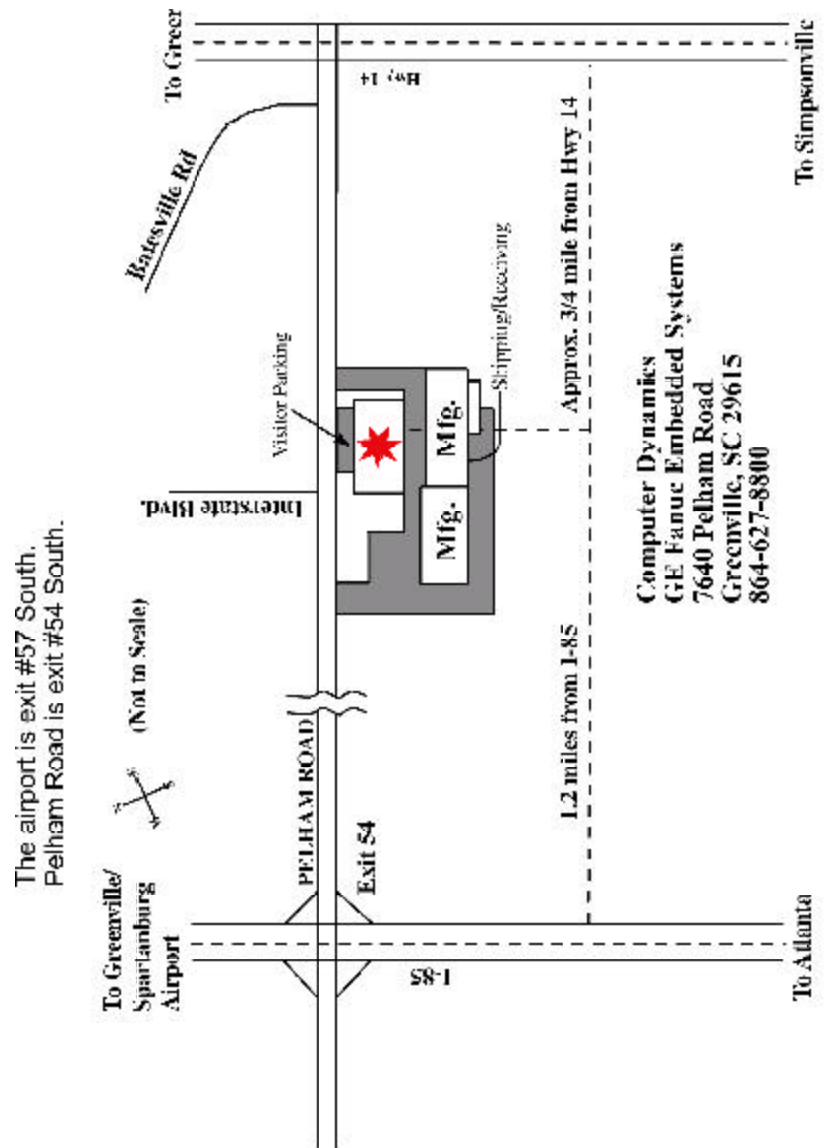 The airport is exit #57 South.
Pelham Road is exit #54 South.
To Greenville/
Spartanburg
Airport
(Not to Scale)
Batesville Rd
To Greer
Interstate Blvd.
Visitor Parking
PELHAM ROAD
Exit 54
Hwy 14
I-85
Mfg.
Mfg.
Shipping/Receiving
1.2 miles from I-85
Approx. 3/4 mile from Hwy 14
Computer Dynamics
GE Fanuc Embedded Systems
7640 Pelham Road
Greenville, SC 29615
864-627-8800
To Atlanta
To Simpsonville